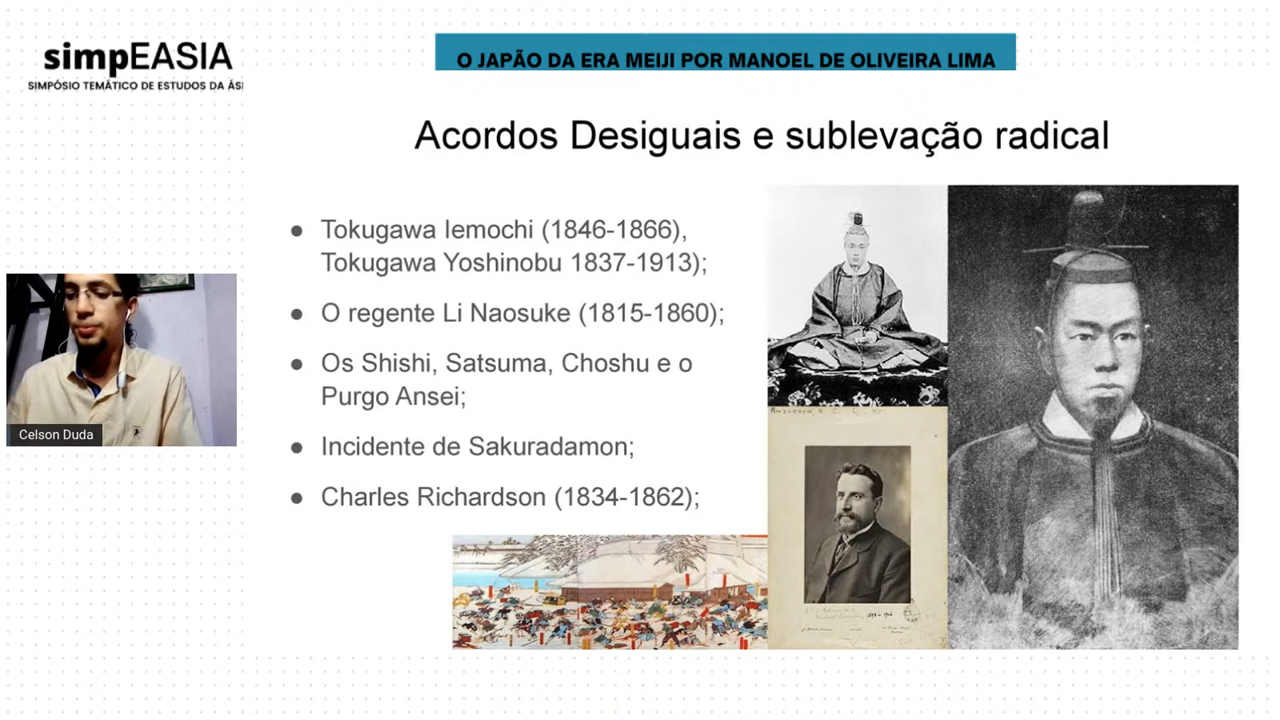 simpEASIA
SIMPÓSIO TEMÁTICO DE ESTUDOS DA ÁSI
O JAPÃO DA ERA MEIJI POR MANOEL DE OLIVEIRA LIMA
Acordos Desiguais e sublevação radical
● Tokugawa Iemochi (1846-1866),
Tokugawa Yoshinobu 1837-1913);
● O regente Li Naosuke (1815-1860);
● Os Shishi, Satsuma, Choshu e o
Purgo Ansei;
● Incidente de Sakuradamon;
● Charles Richardson (1834-1862);
Celson Duda